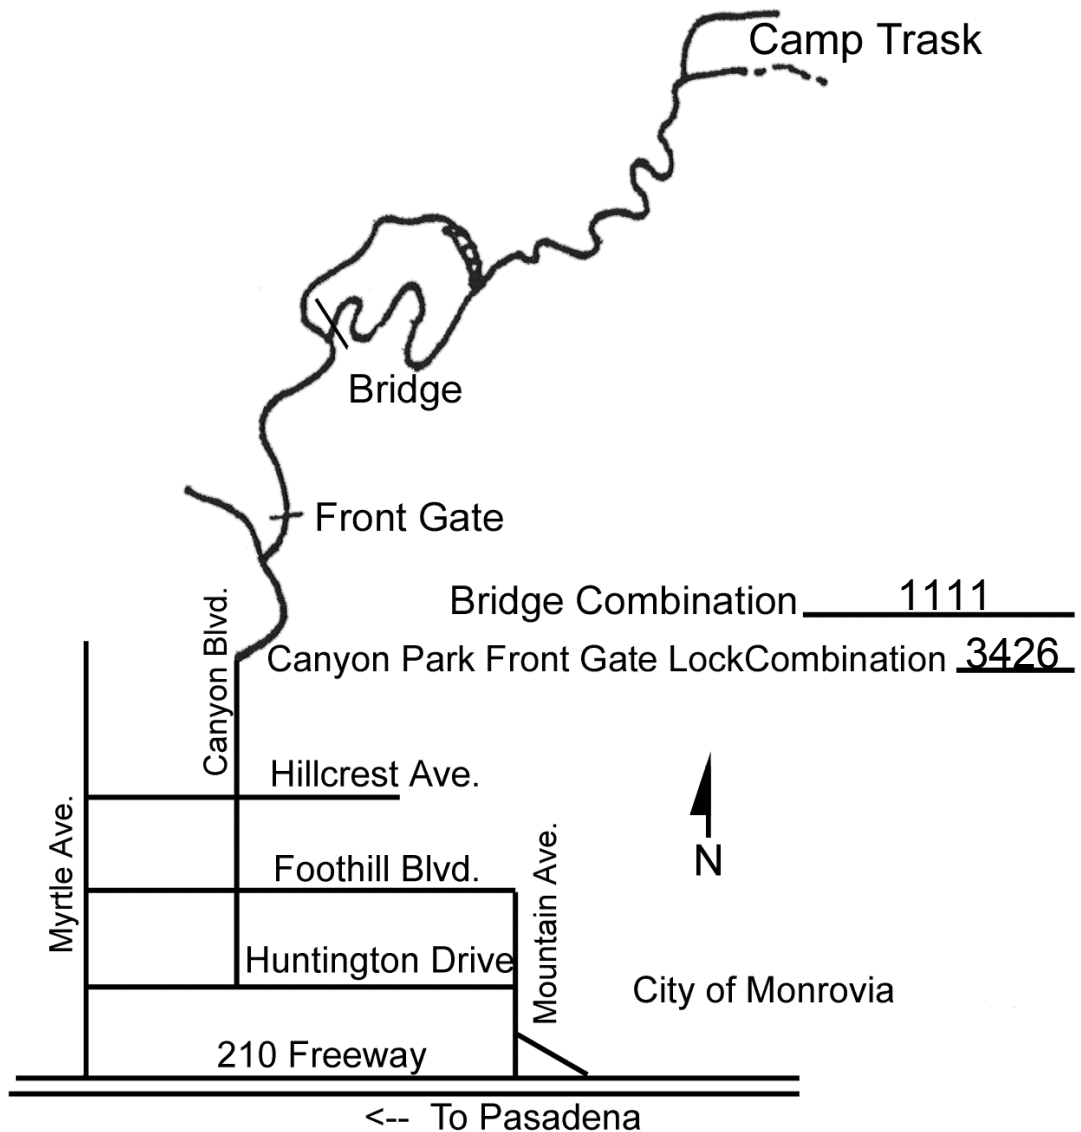 Camp Trask
Bridge
Front Gate
Bridge Combination 1111
Canyon Park Front Gate LockCombination 3426
Canyon Blvd.
Hillcrest Ave.
N
Myrtle Ave.
Foothill Blvd.
Mountain Ave.
Huntington Drive
City of Monrovia
210 Freeway
<-- To Pasadena